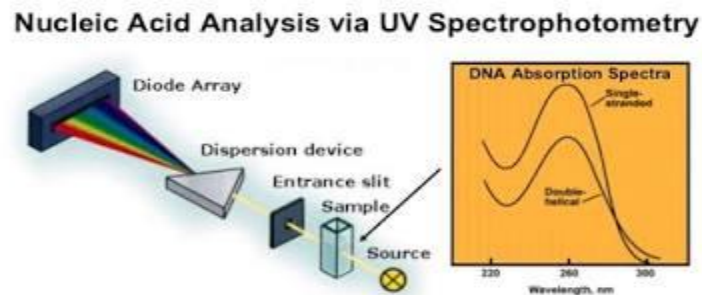 Nucleic Acid Analysis via UV Spectrophotometry
Diode Array
Dispersion device
Entrance slit
Sample
Source
DNA Absorption Spectra
Single-
stranded
Double-
helical
220
260
300
Wavelength, nm